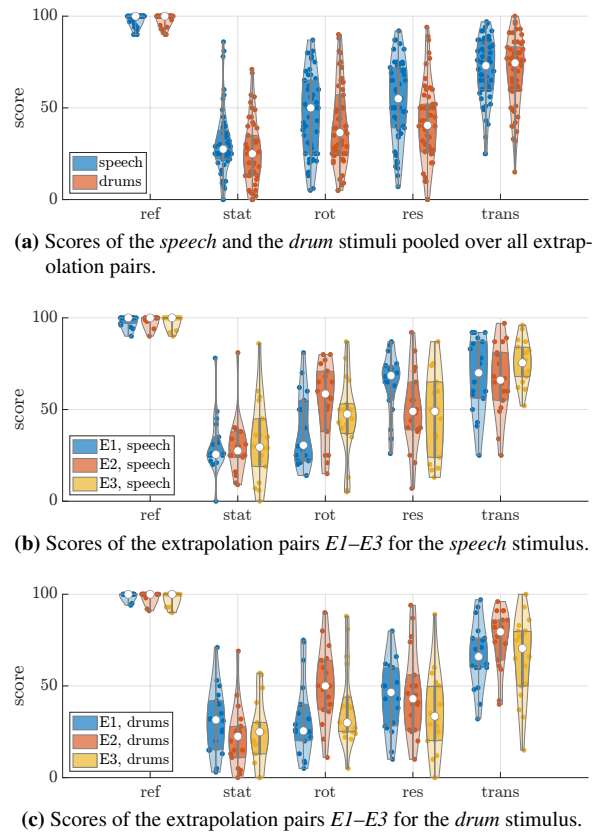 100
50
0
score
speech
drums
ref stat rot res trans
(a) Scores of the speech and the drum stimuli pooled over all extrap-
olation pairs.
100
50
0
score
E1, speech
E2, speech
E3, speech
ref stat rot res trans
(b) Scores of the extrapolation pairs E1–E3 for the speech stimulus.
100
50
0
score
E1, drums
E2, drums
E3, drums
ref stat rot res trans
(c) Scores of the extrapolation pairs E1–E3 for the drum stimulus.